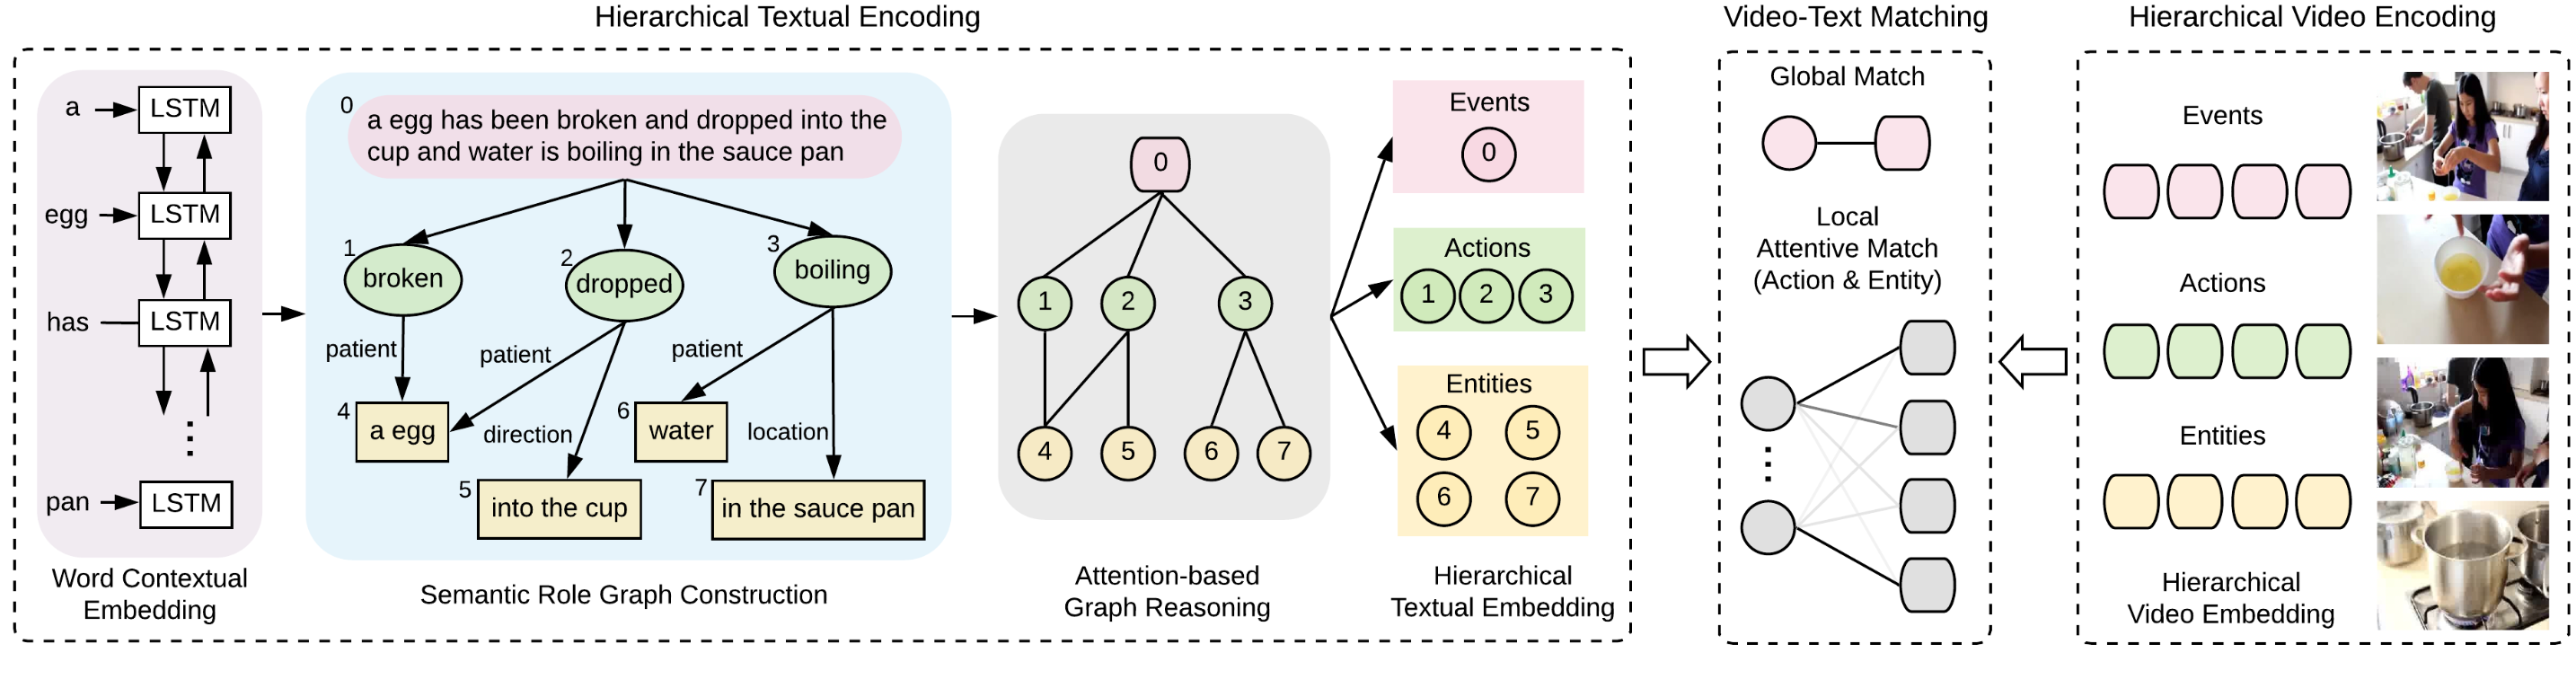 Hierarchical Textual Encoding
Video-Text Matching
Hierarchical Video Encoding
a
LSTM
egg
LSTM
has
LSTM
pan
LSTM
Word Contextual
Embedding
0
a egg has been broken and dropped into the
cup and water is boiling in the sauce pan
1
broken
2
dropped
3
boiling
patient
patient
patient
direction
location
4
a egg
6
water
5
into the cup
7
in the sauce pan
Semantic Role Graph Construction
0
1
2
3
4
5
6
7
Attention-based
Graph Reasoning
Events
0
Actions
1 2 3
Entities
4 5
6 7
Hierarchical
Textual Embedding
Global Match
Local
Attentive Match
(Action & Entity)
Events
Actions
Entities
Hierarchical
Video Embedding